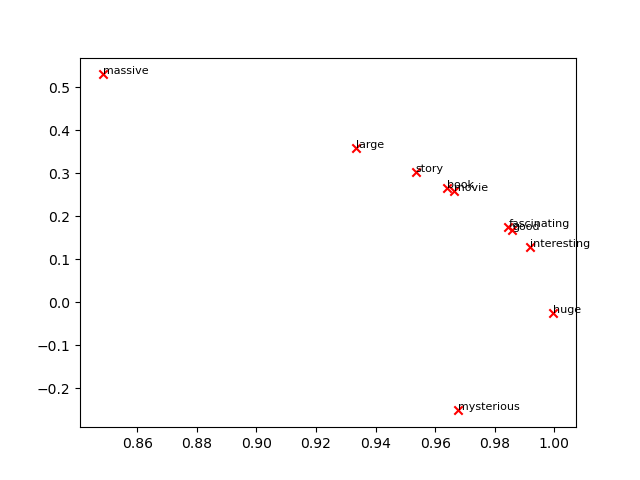 massive
large
story
book
movie
fascinating
good
interesting
huge
mysterious
0.5
0.4
0.3
0.2
0.1
0.0
−0.1
−0.2
0.86 0.88 0.90 0.92 0.94 0.96 0.98 1.00